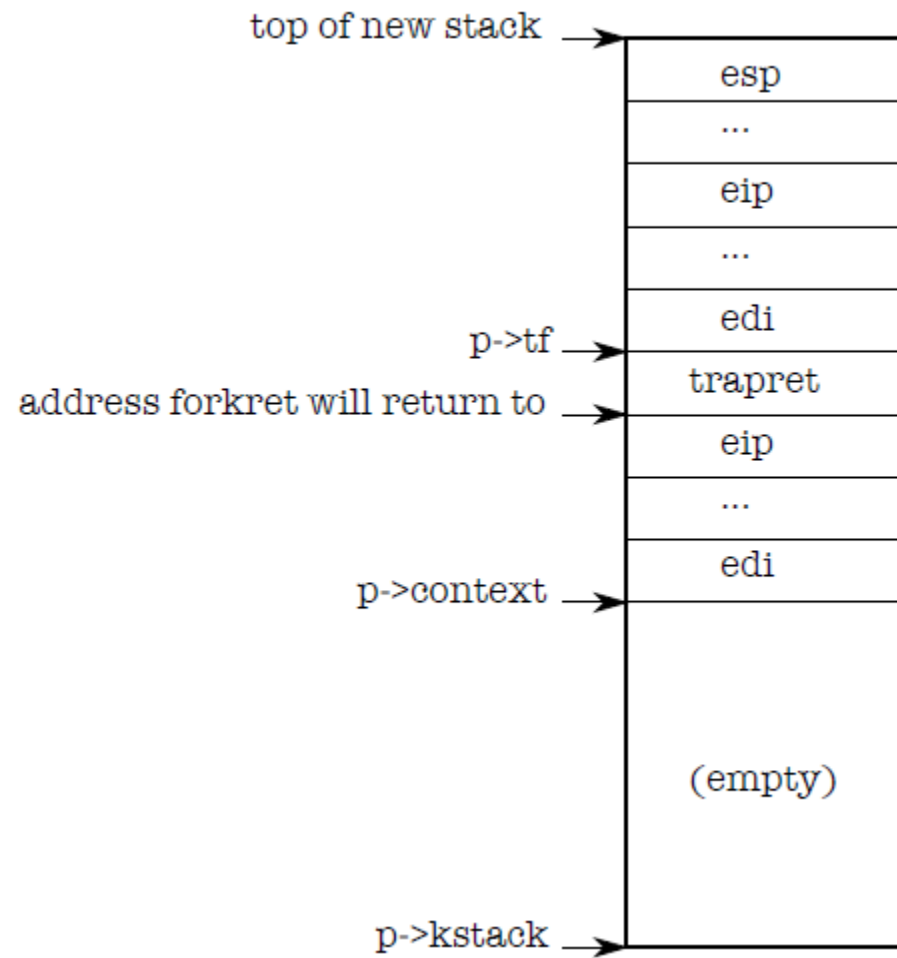 top of new stack
esp
...
eip
...
edi
p->tf
trapret
address forkret will return to
eip
...
edi
p->context
(empty)
p->kstack